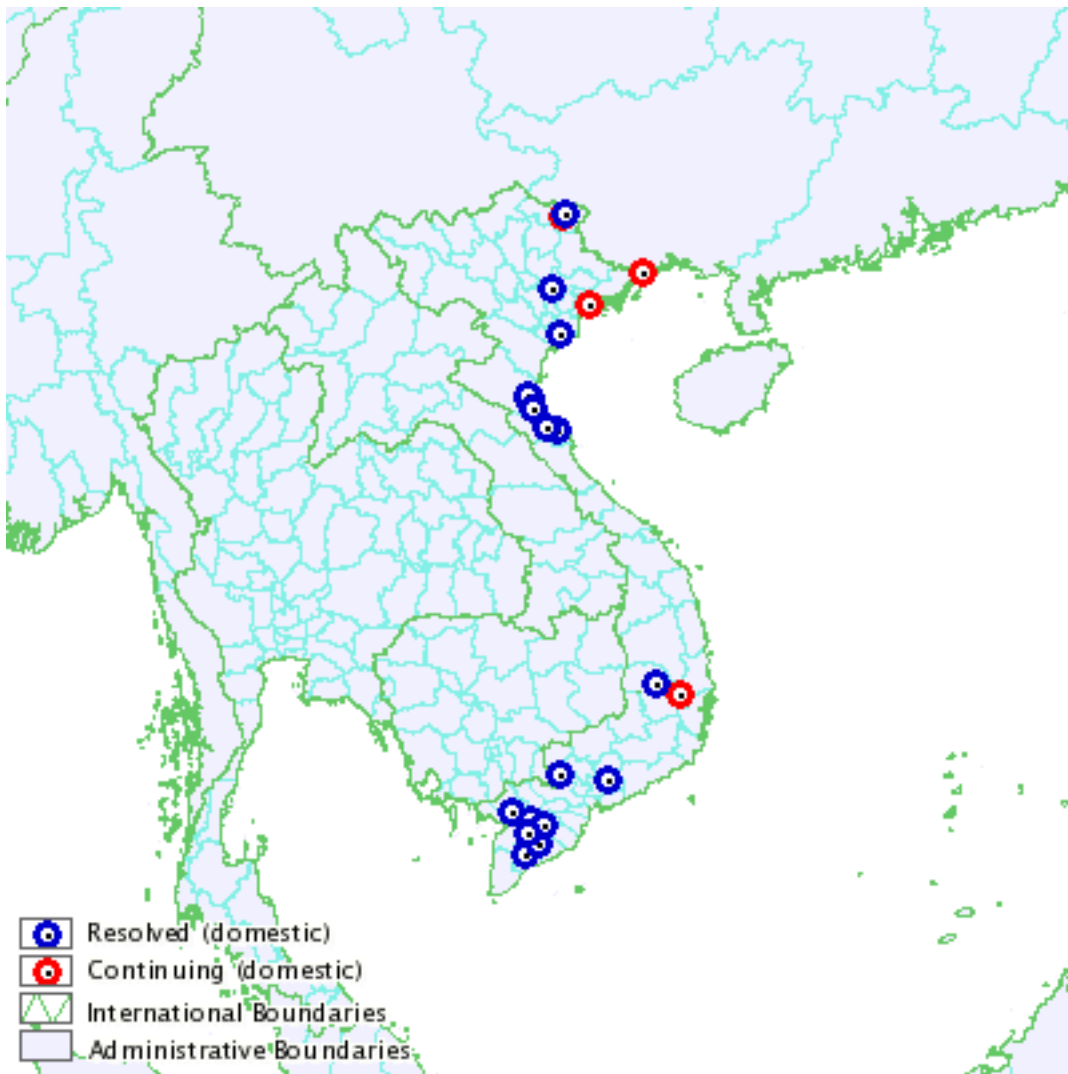 Resolved (domestic)
Continuing (domestic)
International Boundaries
Administrative Boundaries